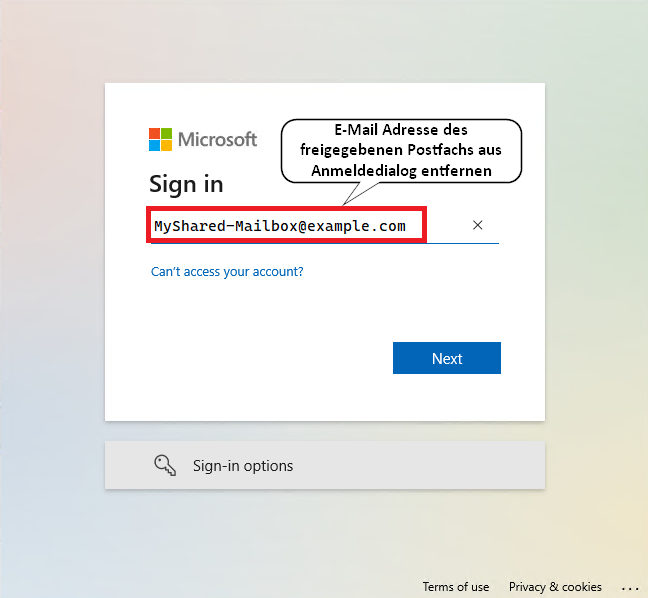 Microsoft
E-Mail Adresse des
freigegebenen Postfachs aus
Anmeldedialog entfernen
Sign in
MyShared-Mailbox@example.com
Can't access your account?
Next
Sign-in options
Terms of use Privacy & cookies ...